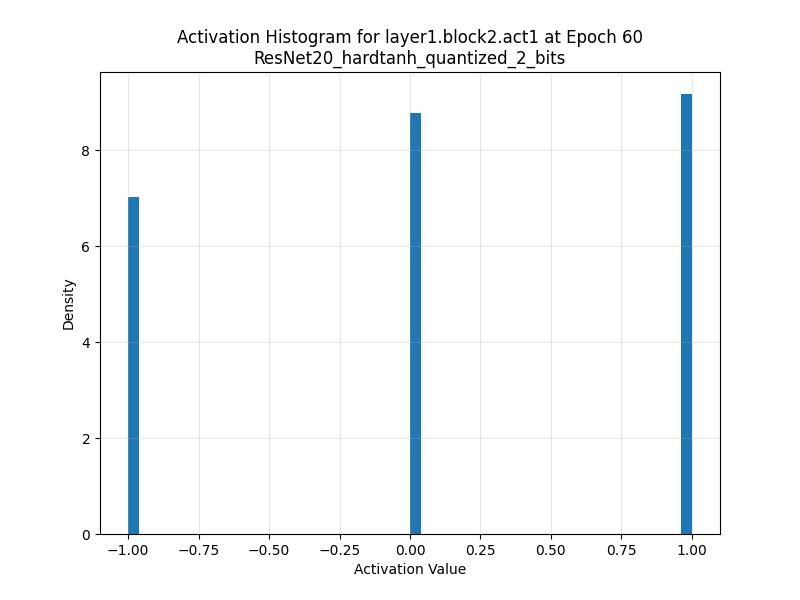 Activation Histogram for layer1.block2.act1 at Epoch 60
ResNet20_hardtanh_quantized_2_bits
Density
8
6
4
2
0
−1.00 −0.75 −0.50 −0.25 0.00 0.25 0.50 0.75 1.00
Activation Value